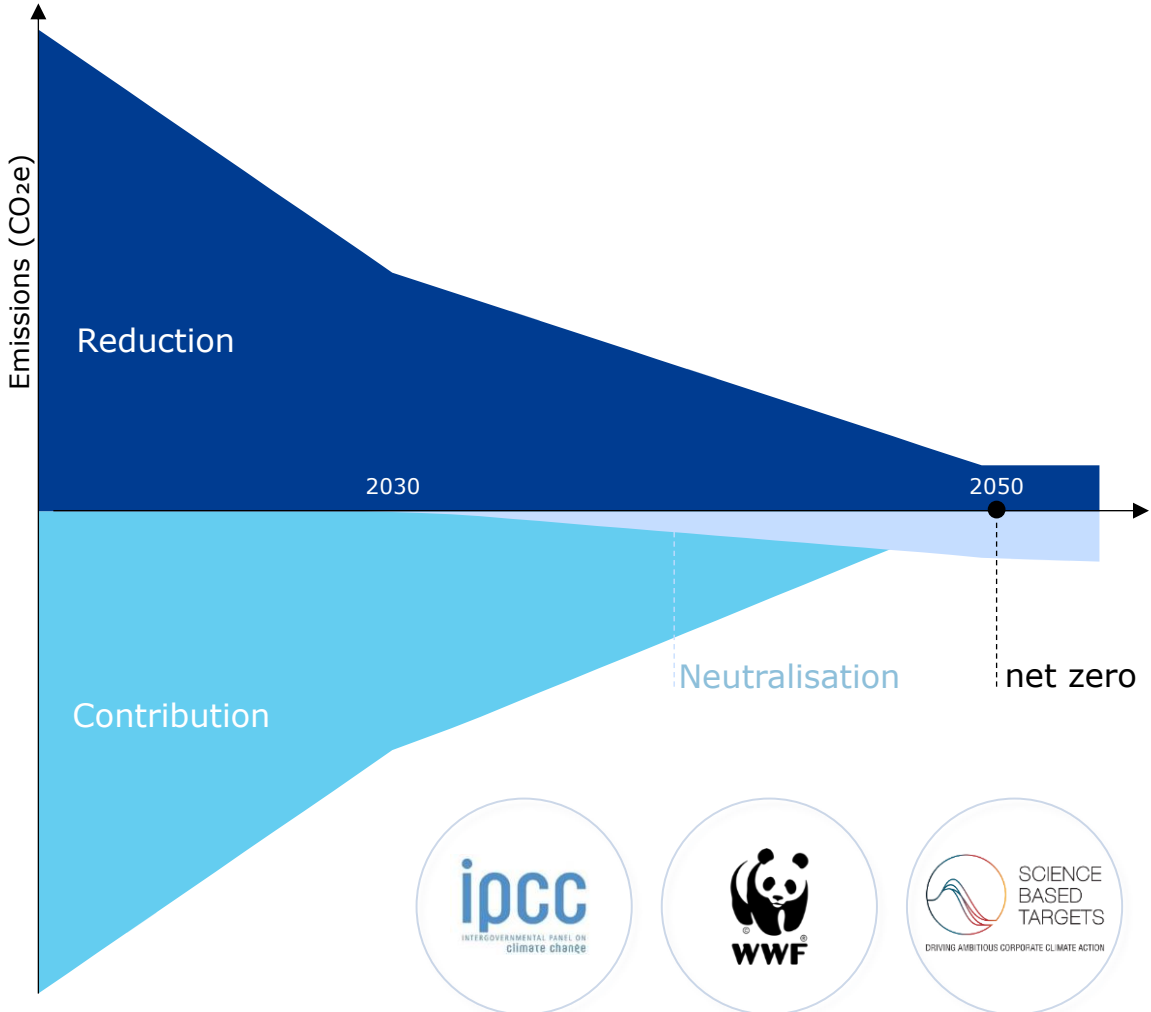 Emissions (CO₂e)
Reduction
2030
2050
Neutralisation
net zero
Contribution
ipcc
INTERGOVERNMENTAL PANEL ON
climate change
©
®
WWF
SCIENCE
BASED
TARGETS
DRIVING AMBITIOUS CORPORATE CLIMATE ACTION